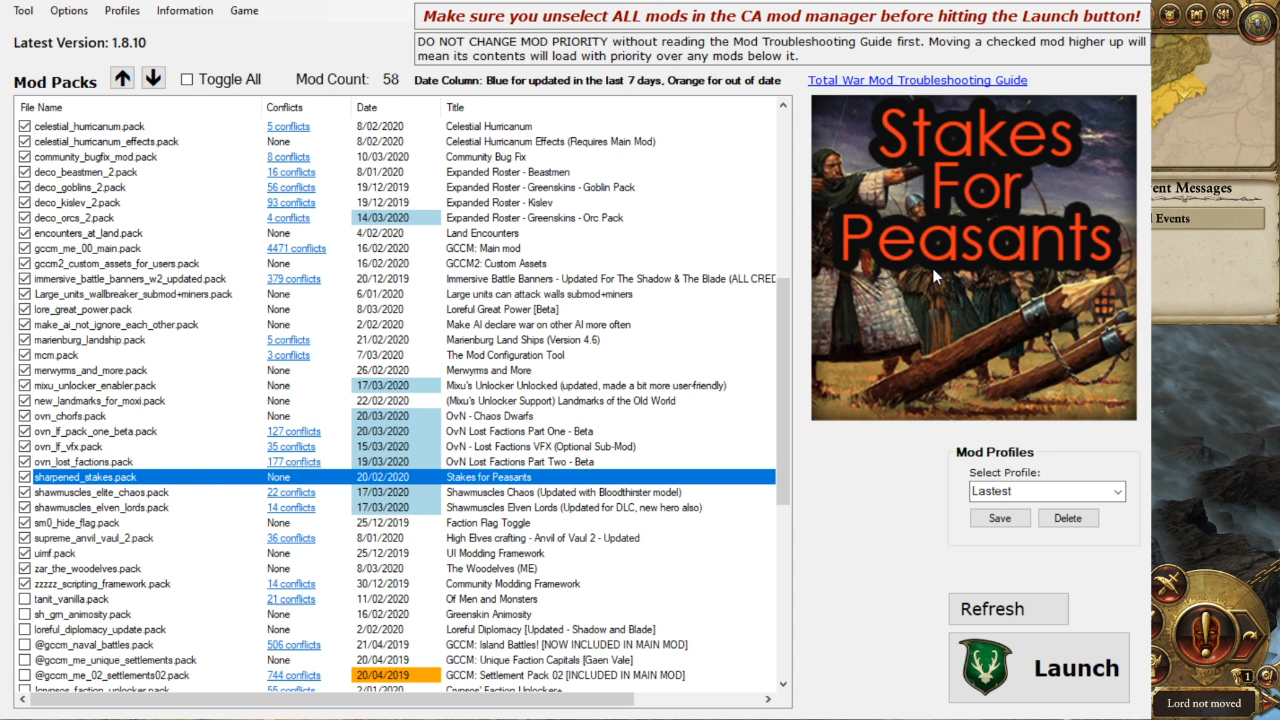 Tool Options Profiles Information Game
Make sure you unselect ALL mods in the CA mod manager before hitting the Launch button!
Latest Version: 1.8.10
DO NOT CHANGE MOD PRIORITY without reading the Mod Troubleshooting Guide first. Moving a checked mod higher up will
mean its contents will load with priority over any mods below it.
Mod Packs Toggle All Mod Count: 58 Date Column: Blue for updated in the last 7 days, Orange for out of date
Total War Mod Troubleshooting Guide
File Name Conflicts Date Title
celestial_hurricanum.pack 5 conflicts 8/02/2020 Celestial Hurricanum
celestial_hurricanum_effects.pack None 8/02/2020 Celestial Hurricanum Effects (Requires Main Mod)
community_bugfix_mod.pack 8 conflicts 10/03/2020 Community Bug Fix
deco_beastmen_2.pack 16 conflicts 8/01/2020 Expanded Roster - Beastmen
deco_goblins_2.pack 56 conflicts 19/12/2019 Expanded Roster - Greenskins - Goblin Pack
deco_kislev_2.pack 93 conflicts 19/12/2019 Expanded Roster - Kislev
deco_orcs_2.pack 4 conflicts 14/03/2020 Expanded Roster - Greenskins - Orc Pack
encounters_at_land.pack None 4/02/2020 Land Encounters
gccm_me_00_main.pack 4471 conflicts 16/02/2020 GCCM: Main mod
gccm2_custom_assets_for_users.pack None 16/02/2020 GCCM2: Custom Assets
immersive_battle_banners_w2_updated.pack 379 conflicts 20/12/2019 Immersive Battle Banners - Updated For The Shadow & The Blade (ALL CRED
Large_units_wallbreaker_submod+miners.pack None 6/01/2020 Large units can attack walls submod+miners
lore_great_power.pack None 8/03/2020 Loreful Great Power [Beta]
make_ai_not_ignore_each_other.pack None 2/02/2020 Make AI declare war on other AI more often
marienburg_landship.pack 5 conflicts 21/02/2020 Marienburg Land Ships (Version 4.6)
mcm.pack 3 conflicts 7/03/2020 The Mod Configuration Tool
merwyrms_and_more.pack None 26/02/2020 Merwyrms and More
mixu_unlocker_enabler.pack None 17/03/2020 Mixu's Unlocker Unlocked (updated, made a bit more user-friendly)
new_landmarks_for_moxi.pack None 22/02/2020 (Mixu's Unlocker Support) Landmarks of the Old World
ovn_chorfs.pack None 20/03/2020 OvN - Chaos Dwarfs
ovn_lf_pack_one_beta.pack 127 conflicts 20/03/2020 OvN Lost Factions Part One - Beta
ovn_lf_vfx.pack 35 conflicts 15/03/2020 OvN - Lost Factions VFX (Optional Sub-Mod)
ovn_lost_factions.pack 177 conflicts 19/03/2020 OvN Lost Factions Part Two - Beta
sharpened_stakes.pack None 20/02/2020 Stakes for Peasants
shawmuscles_elite_chaos.pack 22 conflicts 17/03/2020 Shawmuscles Chaos (Updated with Bloodthirster model)
shawmuscles_elven_lords.pack 14 conflicts 17/03/2020 Shawmuscles Elven Lords (Updated for DLC, new hero also)
sm0_hide_flag.pack None 25/12/2019 Faction Flag Toggle
supreme_anvil_vaul_2.pack 36 conflicts 8/01/2020 High Elves crafting - Anvil of Vaul 2 - Updated
uimf.pack None 25/12/2019 UI Modding Framework
zar_the_woodelves.pack None 8/03/2020 The Woodelves (ME)
zzzzz_scripting_framework.pack 14 conflicts 30/12/2019 Community Modding Framework
tanit_vanilla.pack 21 conflicts 11/02/2020 Of Men and Monsters
sh_grn_animosity.pack None 16/02/2020 Greenskin Animosity
loreful_diplomacy_update.pack None 2/02/2020 Loreful Diplomacy [Updated - Shadow and Blade]
@gccm_naval_battles.pack 506 conflicts 21/04/2019 GCCM: Island Battles! [NOW INCLUDED IN MAIN MOD]
@gccm_me_unique_settlements.pack None 20/04/2019 GCCM: Unique Faction Capitals [Gaen Vale]
@gccm_me_02_settlements02.pack 744 conflicts 20/04/2019 GCCM: Settlement Pack 02 [INCLUDED IN MAIN MOD]
55 conflicts 2/01/2020
Stakes
For
Peasants
Mod Profiles
Select Profile:
Lastest
Save Delete
Refresh
Launch
ent Messages
Events
1
Lord not moved